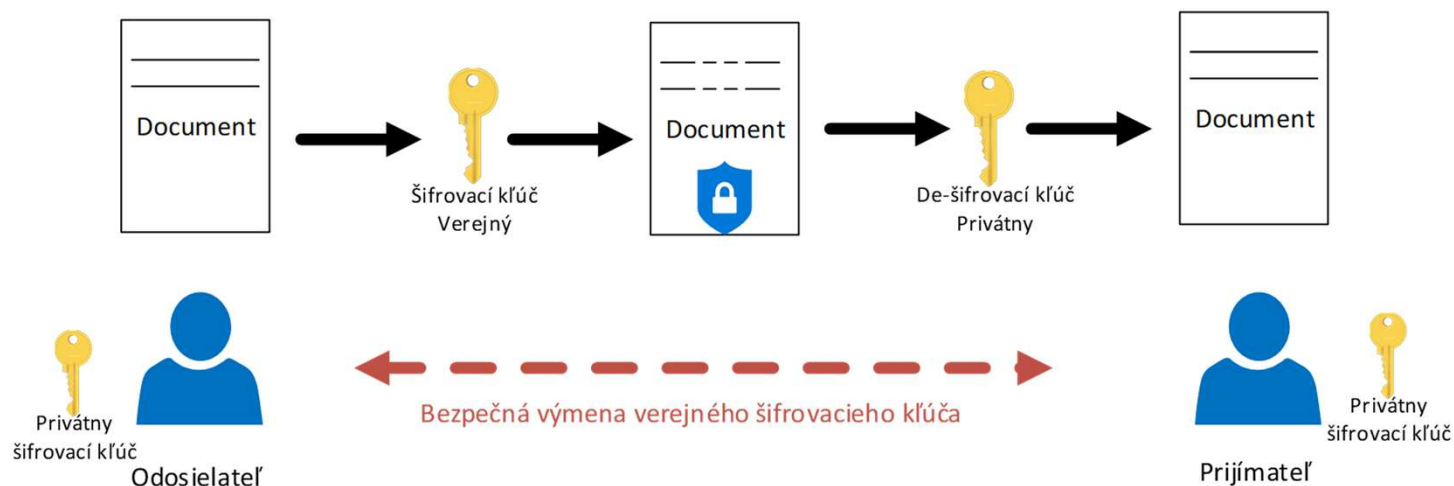 Document
Document
Document
Šifrovací kľúč
Verejný
De-šifrovací kľúč
Privátny
Bezpečná výmena verejného šifrovacieho kľúča
Privátny
šifrovací kľúč
Odosielateľ
Privátny
šifrovací kľúč
Prijímateľ